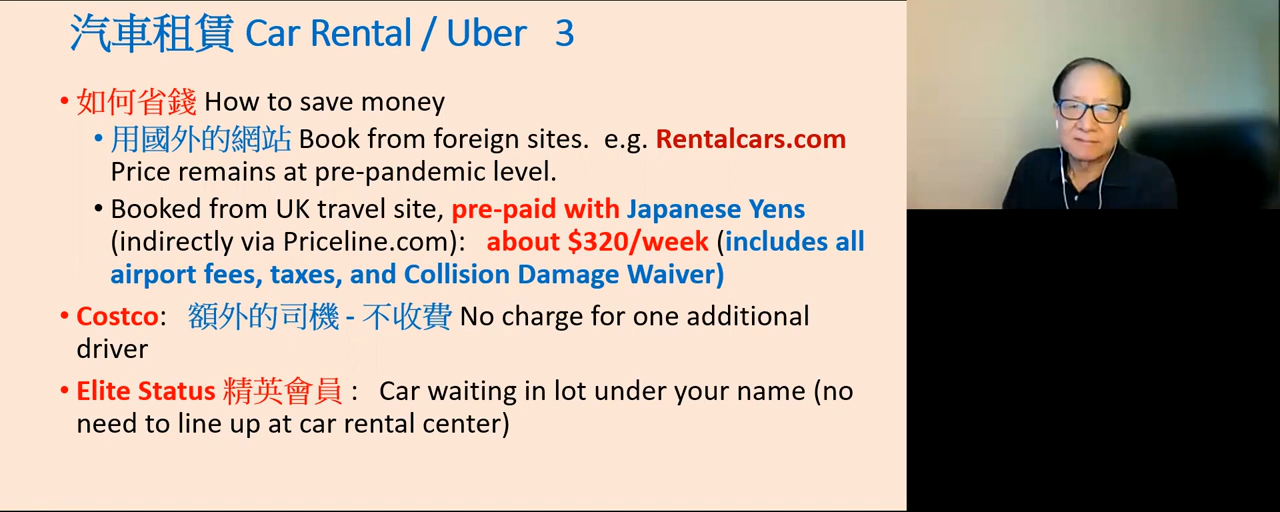 汽車租賃 Car Rental / Uber 3
• 如何省錢 How to save money
• 用國外的網站 Book from foreign sites. e.g. Rentalcars.com
Price remains at pre-pandemic level.
• Booked from UK travel site, pre-paid with Japanese Yens
(indirectly via Priceline.com): about $320/week (includes all
airport fees, taxes, and Collision Damage Waiver)
• Costco: 額外的司機 - 不收費 No charge for one additional
driver
• Elite Status 精英會員 : Car waiting in lot under your name (no
need to line up at car rental center)